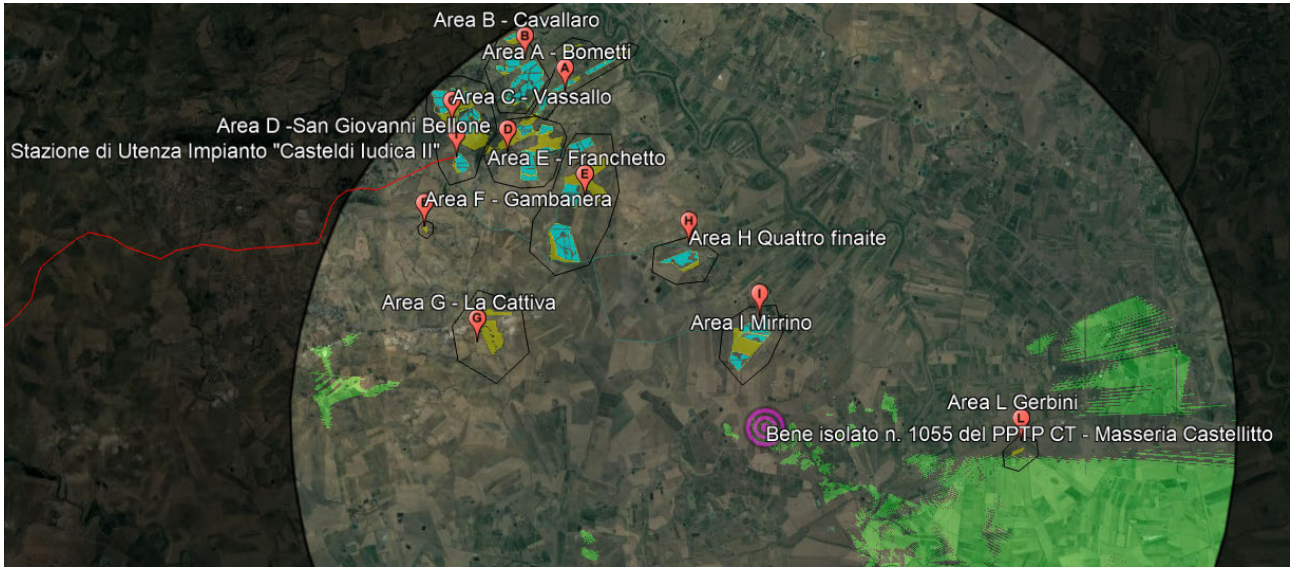 Area B - Cavallaro
B
Area A - Bometti
A
Area C - Vassallo
Area D -San Giovanni Bellone
D
Stazione di Utenza Impianto "Casteldi Iudica II"
Area E - Franchetto
E
Area F - Gambanera
H
Area H Quattro finaite
Area G - La Cattiva
G
I
Area I Mirrino
Area L Gerbini
L
Bene isolato n. 1055 del PPTP CT - Masseria Castellitto